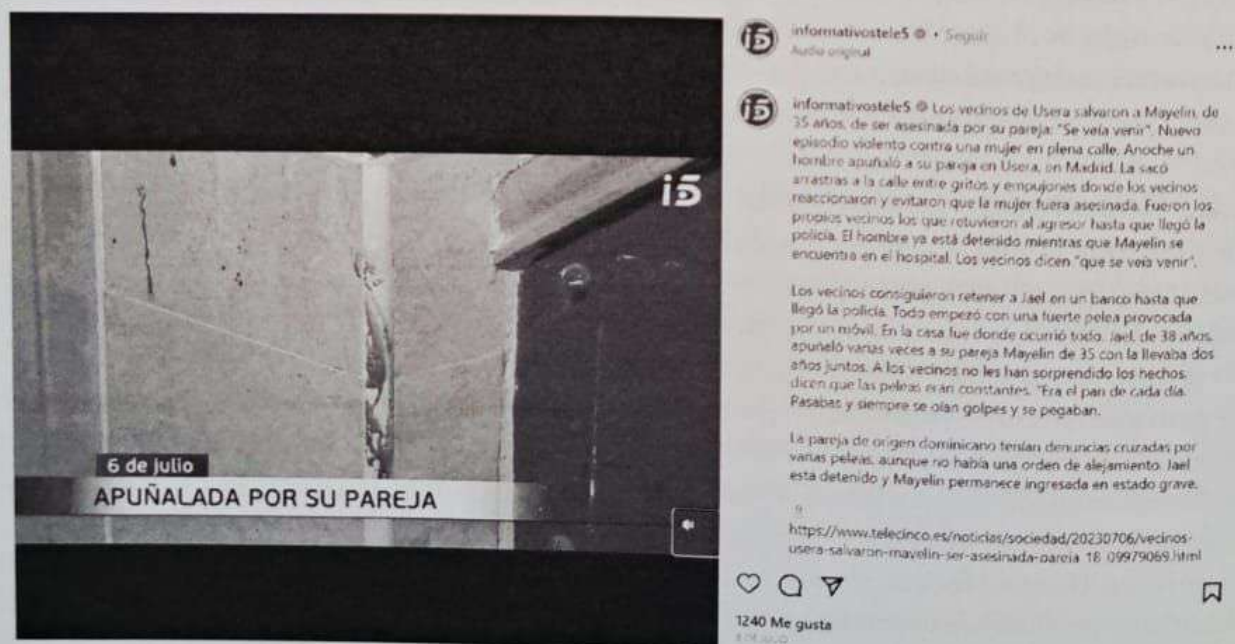 i5
6 de julio
APUÑALADA POR SU PAREJA
i5
informativostele5 • Seguir
Audio original
i5
informativostele5 Los vecinos de Usera salvaron a Mayelin, de
35 años, de ser asesinada por su pareja: "Se veía venir". Nuevo
episodio violento contra una mujer en plena calle. Anoche un
hombre apuñaló a su pareja en Usera, en Madrid. La sacó
arrastras a la calle entre gritos y empujones donde los vecinos
reaccionaron y evitaron que la mujer fuera asesinada. Fueron los
propios vecinos los que retuvieron al agresor hasta que llegó la
policía. El hombre ya está detenido mientras que Mayelin se
encuentra en el hospital. Los vecinos dicen "que se veía venir".
Los vecinos consiguieron retener a Jael en un banco hasta que
llegó la policía. Todo empezó con una fuerte pelea provocada
por un móvil. En la casa fue donde ocurrió todo. Jael, de 38 años,
apuñaló varias veces a su pareja Mayelin de 35 con la llevaba dos
años juntos. A los vecinos no les han sorprendido los hechos,
dicen que las peleas eran constantes. "Era el pan de cada día.
Pasabas y siempre se oían golpes y se pegaban.
La pareja de origen dominicano tenían denuncias cruzadas por
varias peleas, aunque no había una orden de alejamiento. Jael
está detenido y Mayelin permanece ingresada en estado grave.
https://www.telecinco.es/noticias/sociedad/20230706/vecinos-
usera-salvaron-mayelin-ser-asesinada-pareja_18_09979069.html
1240 Me gusta